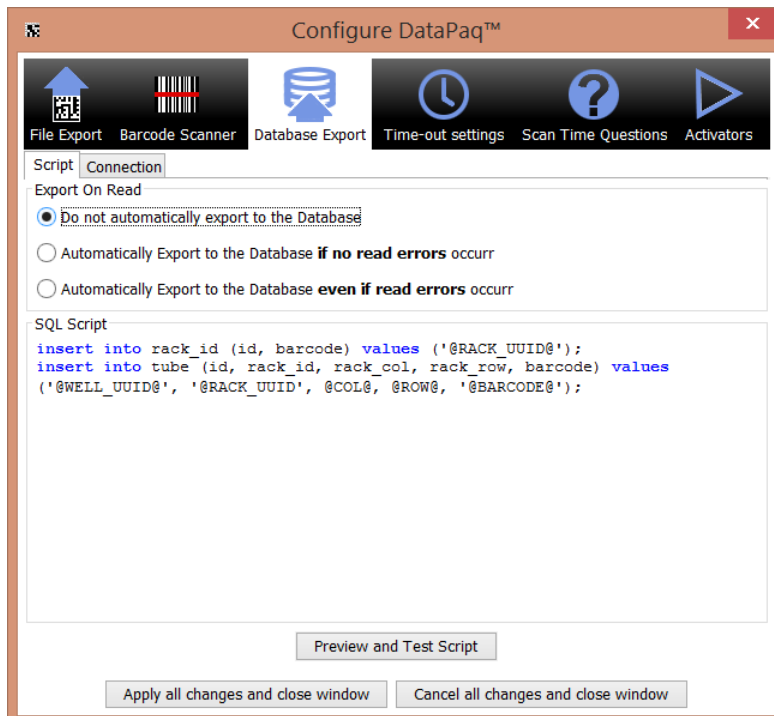 Configure DataPaq™
File Export Barcode Scanner Database Export Time-out settings Scan Time Questions Activators
Script Connection
Export On Read
Do not automatically export to the Database
Automatically Export to the Database if no read errors occurr
Automatically Export to the Database even if read errors occurr
SQL Script
insert into rack_id (id, barcode) values ('@RACK_UUID@');
insert into tube (id, rack_id, rack_col, rack_row, barcode) values
('@WELL_UUID@', '@RACK_UUID', @COL@, @ROW@, '@BARCODE@');
Preview and Test Script
Apply all changes and close window Cancel all changes and close window